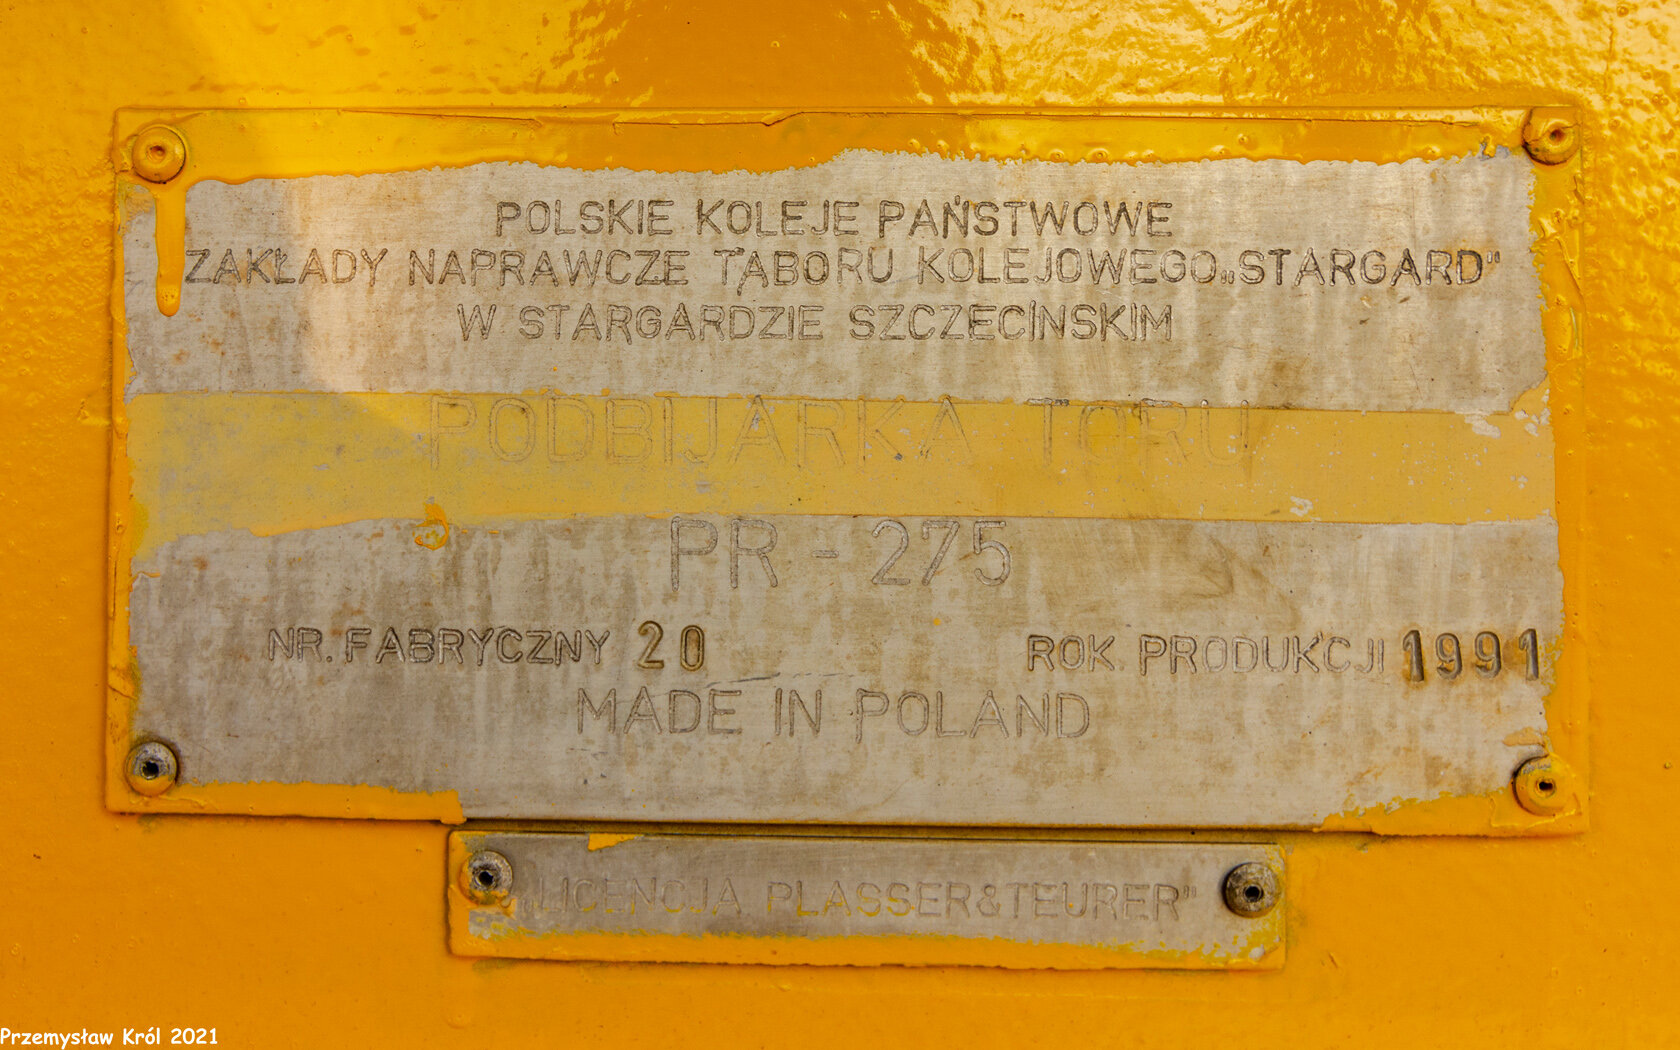 POLSKIE KOLEJE PAŃSTWOWE
ZAKŁADY NAPRAWCZE TABORU KOLEJOWEGO „STARGARD"
W STARGARDZIE SZCZECIŃSKIM
PODBIJARKA TORU
PR - 275
NR. FABRYCZNY 20 ROK PRODUKCJI 1991
MADE IN POLAND
„LICENCJA PLASSER&TEURER"
Przemysław Król 2021